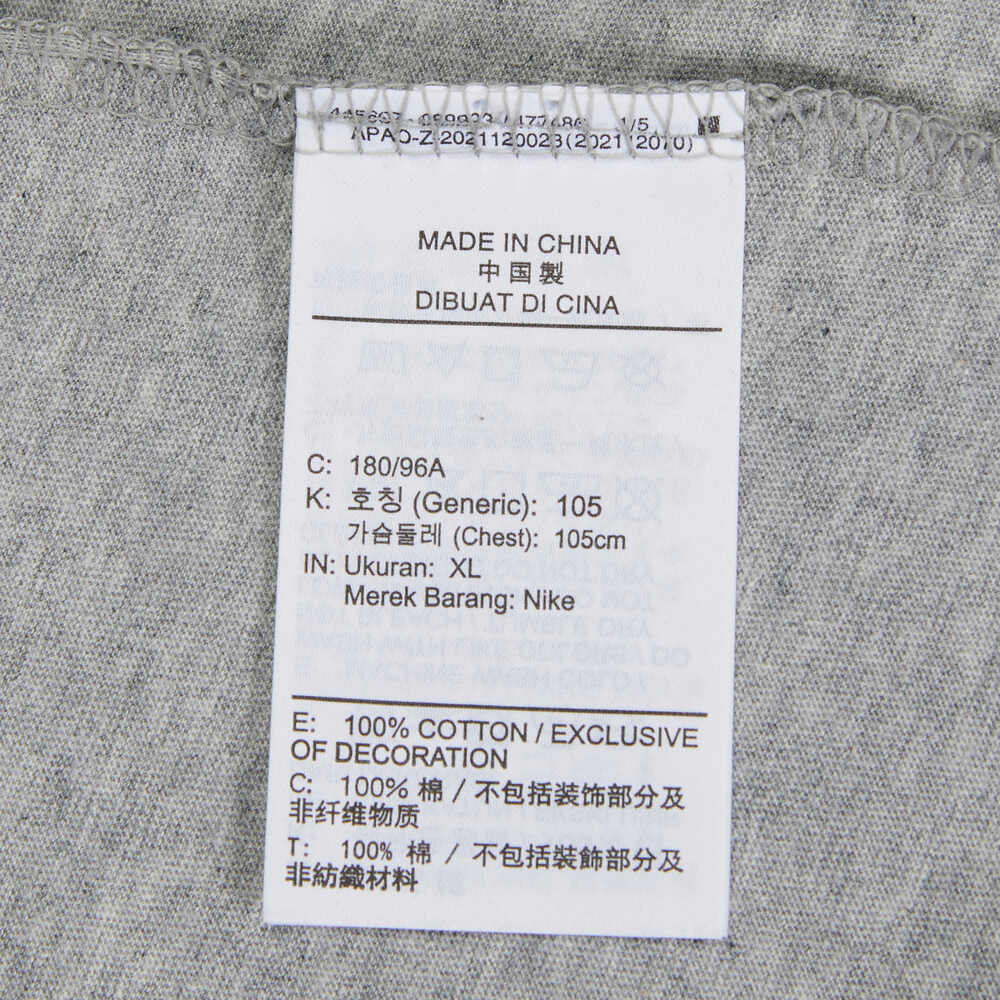 APAO-Z 2021120023(202112070)
MADE IN CHINA
中国製
DIBUAT DI CINA
C: 180/96A
K: 호칭 (Generic): 105
가슴둘레 (Chest): 105cm
IN: Ukuran: XL
Merek Barang: Nike
E: 100% COTTON / EXCLUSIVE
OF DECORATION
C: 100% 棉 / 不包括装饰部分及
非纤维物质
T: 100% 棉 / 不包括裝飾部分及
非紡織材料